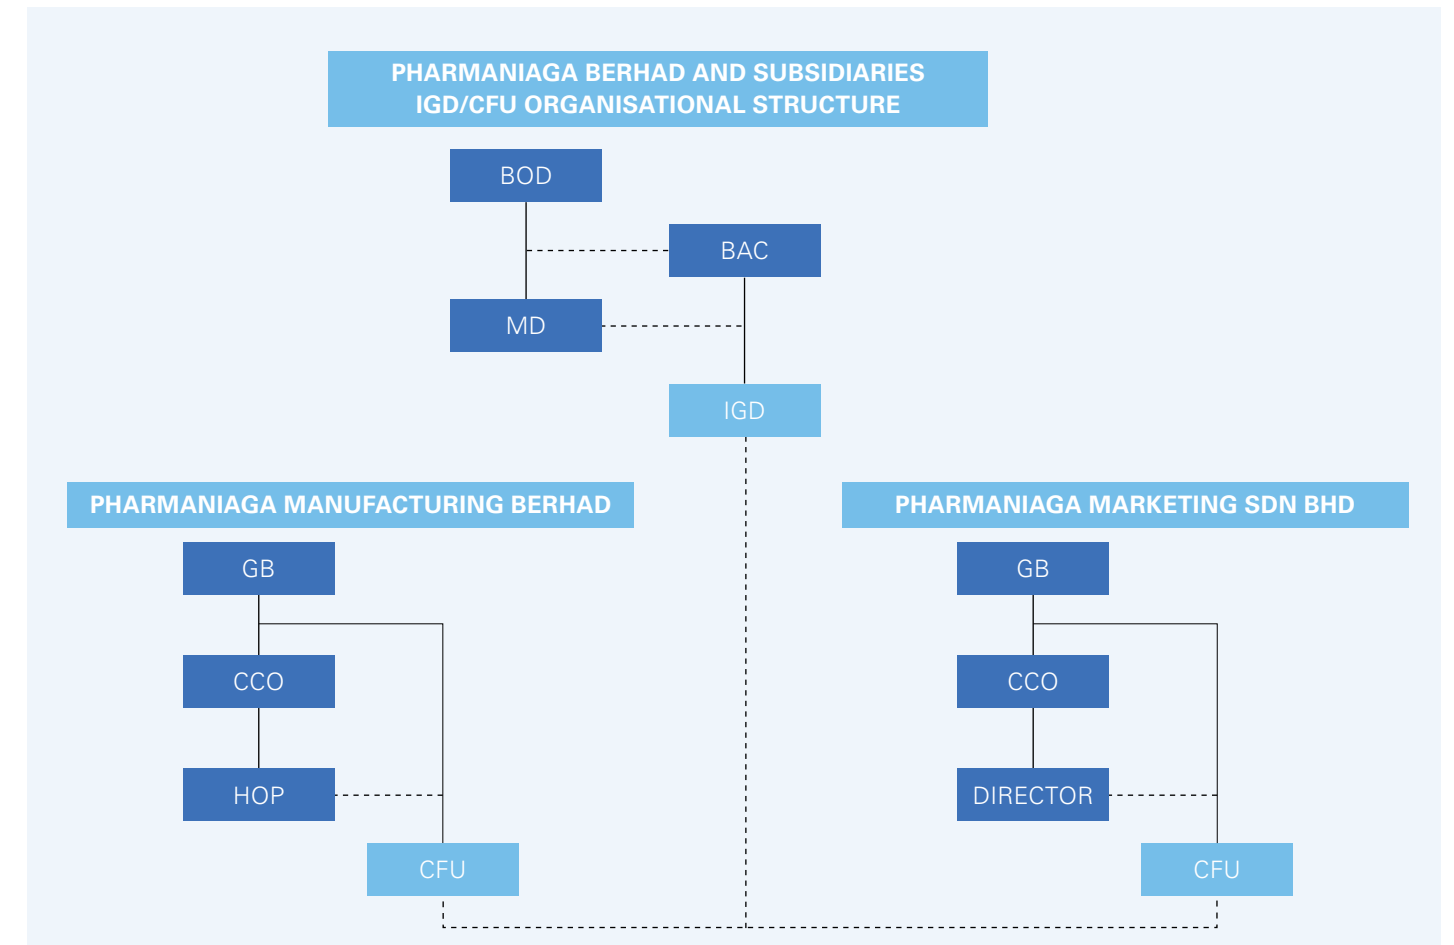 PHARMANIAGA BERHAD AND SUBSIDIARIES
IGD/CFU ORGANISATIONAL STRUCTURE
BOD
BAC
MD
IGD
PHARMANIAGA MANUFACTURING BERHAD
GB
CCO
HOP
CFU
PHARMANIAGA MARKETING SDN BHD
GB
CCO
DIRECTOR
CFU